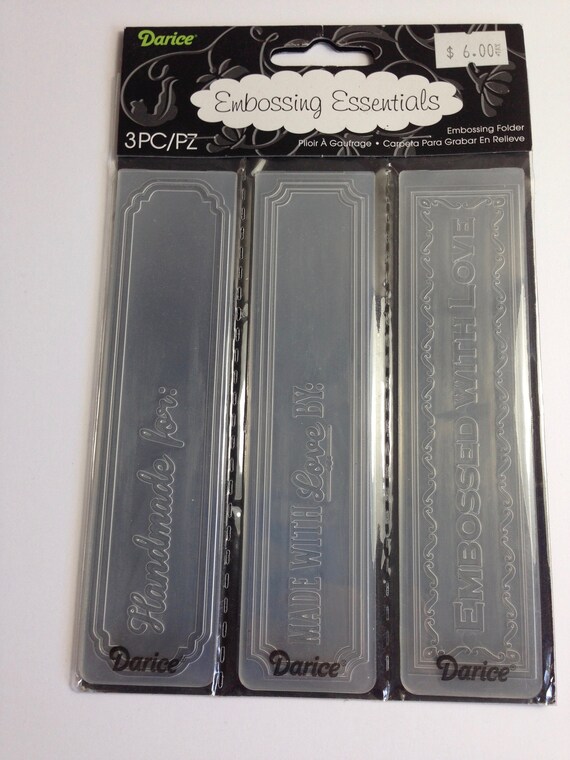 Darice®
$ 6.00
Embossing Essentials
3PC/PZ
Embossing Folder
Plioir À Gaufrage • Carpeta Para Grabar En Relieve
Handmade for:
MADE WITH Love BY:
EMBOSSED WITH LOVE
Darice®
Darice®
Darice®